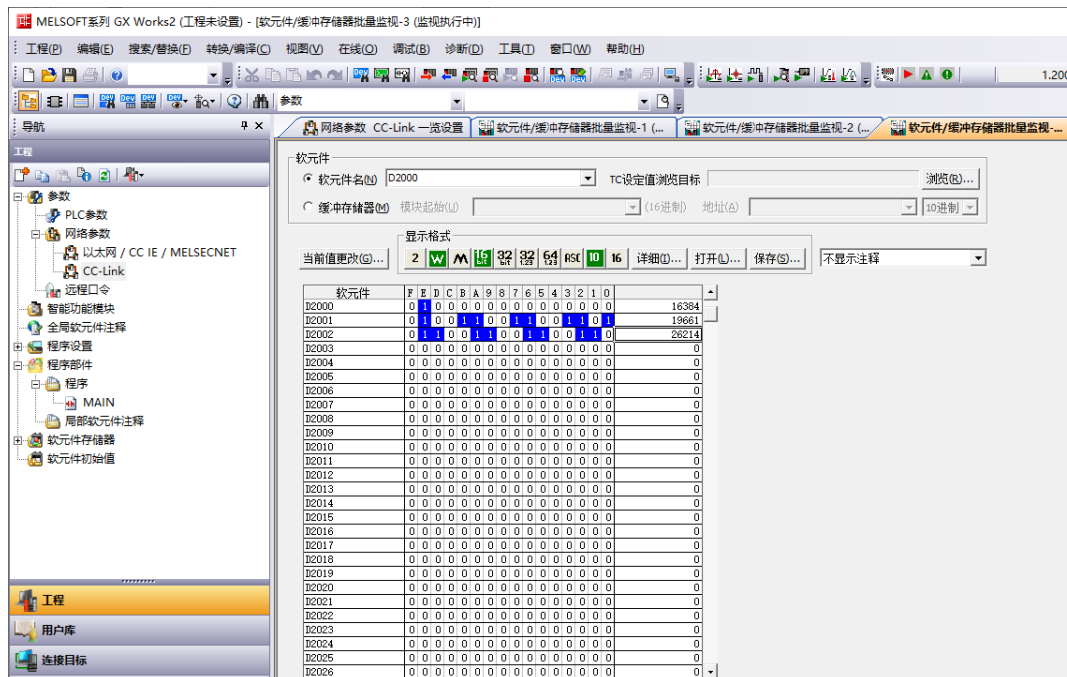 MELSOFT系列 GX Works2 (工程未设置) - [软元件/缓冲存储器批量监视-3 (监视执行中)]
工程(P) 编辑(E) 搜索/替换(F) 转换/编译(C) 视图(V) 在线(O) 调试(B) 诊断(D) 工具(T) 窗口(W) 帮助(H)
1.200
参数
导航
网络参数 CC-Link 一览设置 软元件/缓冲存储器批量监视-1 (... 软元件/缓冲存储器批量监视-2 (... 软元件/缓冲存储器批量监视-...
工程
参数
PLC参数
网络参数
以太网 / CC IE / MELSECNET
CC-Link
远程口令
智能功能模块
全局软元件注释
程序设置
程序部件
程序
MAIN
局部软元件注释
软元件存储器
软元件初始值
工程
用户库
连接目标
软元件
软元件名(N) D2000 TC设定值浏览目标 浏览(R)...
缓冲存储器(M) 模块起始(U) (16进制) 地址(A) 10进制
显示格式
当前值更改(G)... 2 W M 16 bit 32 bit 32 1.23 64 1.23 ASC 10 16 详细(I)... 打开(L)... 保存(S)... 不显示注释
软元件 F E D C B A 9 8 7 6 5 4 3 2 1 0
D2000 0 1 0 0 0 0 0 0 0 0 0 0 0 0 0 0 16384
D2001 0 1 0 0 1 1 0 0 1 1 0 0 1 1 0 1 19661
D2002 0 1 1 0 0 1 1 0 0 1 1 0 0 1 1 0 26214
D2003 0 0 0 0 0 0 0 0 0 0 0 0 0 0 0 0 0
D2004 0 0 0 0 0 0 0 0 0 0 0 0 0 0 0 0 0
D2005 0 0 0 0 0 0 0 0 0 0 0 0 0 0 0 0 0
D2006 0 0 0 0 0 0 0 0 0 0 0 0 0 0 0 0 0
D2007 0 0 0 0 0 0 0 0 0 0 0 0 0 0 0 0 0
D2008 0 0 0 0 0 0 0 0 0 0 0 0 0 0 0 0 0
D2009 0 0 0 0 0 0 0 0 0 0 0 0 0 0 0 0 0
D2010 0 0 0 0 0 0 0 0 0 0 0 0 0 0 0 0 0
D2011 0 0 0 0 0 0 0 0 0 0 0 0 0 0 0 0 0
D2012 0 0 0 0 0 0 0 0 0 0 0 0 0 0 0 0 0
D2013 0 0 0 0 0 0 0 0 0 0 0 0 0 0 0 0 0
D2014 0 0 0 0 0 0 0 0 0 0 0 0 0 0 0 0 0
D2015 0 0 0 0 0 0 0 0 0 0 0 0 0 0 0 0 0
D2016 0 0 0 0 0 0 0 0 0 0 0 0 0 0 0 0 0
D2017 0 0 0 0 0 0 0 0 0 0 0 0 0 0 0 0 0
D2018 0 0 0 0 0 0 0 0 0 0 0 0 0 0 0 0 0
D2019 0 0 0 0 0 0 0 0 0 0 0 0 0 0 0 0 0
D2020 0 0 0 0 0 0 0 0 0 0 0 0 0 0 0 0 0
D2021 0 0 0 0 0 0 0 0 0 0 0 0 0 0 0 0 0
D2022 0 0 0 0 0 0 0 0 0 0 0 0 0 0 0 0 0
D2023 0 0 0 0 0 0 0 0 0 0 0 0 0 0 0 0 0
D2024 0 0 0 0 0 0 0 0 0 0 0 0 0 0 0 0 0
D2025 0 0 0 0 0 0 0 0 0 0 0 0 0 0 0 0 0
D2026 0 0 0 0 0 0 0 0 0 0 0 0 0 0 0 0 0